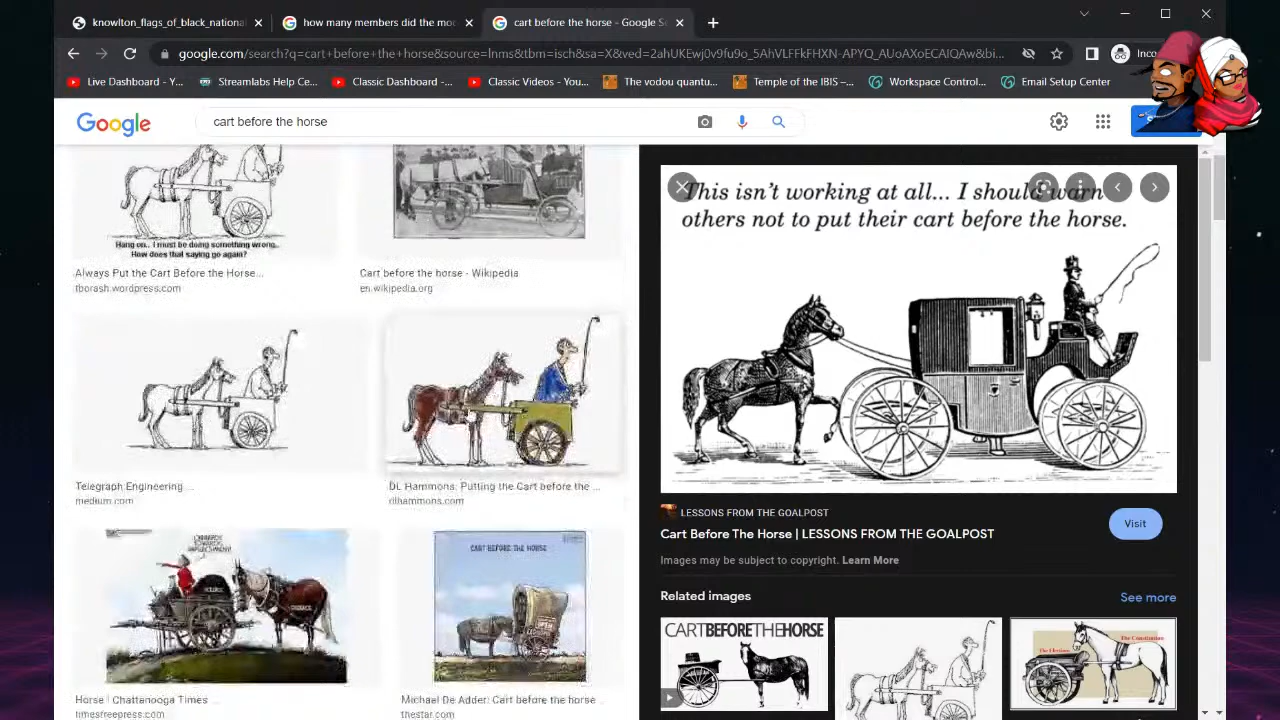 knowlton_flags_of_black_national
how many members did the moo
cart before the horse - Google Se
google.com/search?q=cart+before+the+horse&source=lnms&tbm=isch&sa=X&ved=2ahUKEwj0v9fu9o_5AhVLFFkFHXN-APYQ_AUoAXoECAIQAw&bi...
Inco
Live Dashboard - Y...
Streamlabs Help Ce...
Classic Dashboard -...
Classic Videos - You...
The vodou quantu...
Temple of the IBIS –...
Workspace Control...
Email Setup Center
Google
cart before the horse
This isn't working at all... I should warn
others not to put their cart before the horse.
Hang on.. I must be doing something wrong.
How does that saying go again?
Always Put the Cart Before the Horse...
tborash.wordpress.com
Cart before the horse - Wikipedia
en.wikipedia.org
Telegraph Engineering ...
medium.com
DL Hammons: Putting the Cart before the ...
dlhammons.com
LESSONS FROM THE GOALPOST
Cart Before The Horse | LESSONS FROM THE GOALPOST
Visit
Images may be subject to copyright. Learn More
Related images
See more
CART BEFORE THE HORSE
CARTBEFORETHEHORSE
The Constitution
The Elections
Horse | Chattanooga Times ...
timesfreepress.com
Michael De Adder: Cart before the horse ...
thestar.com